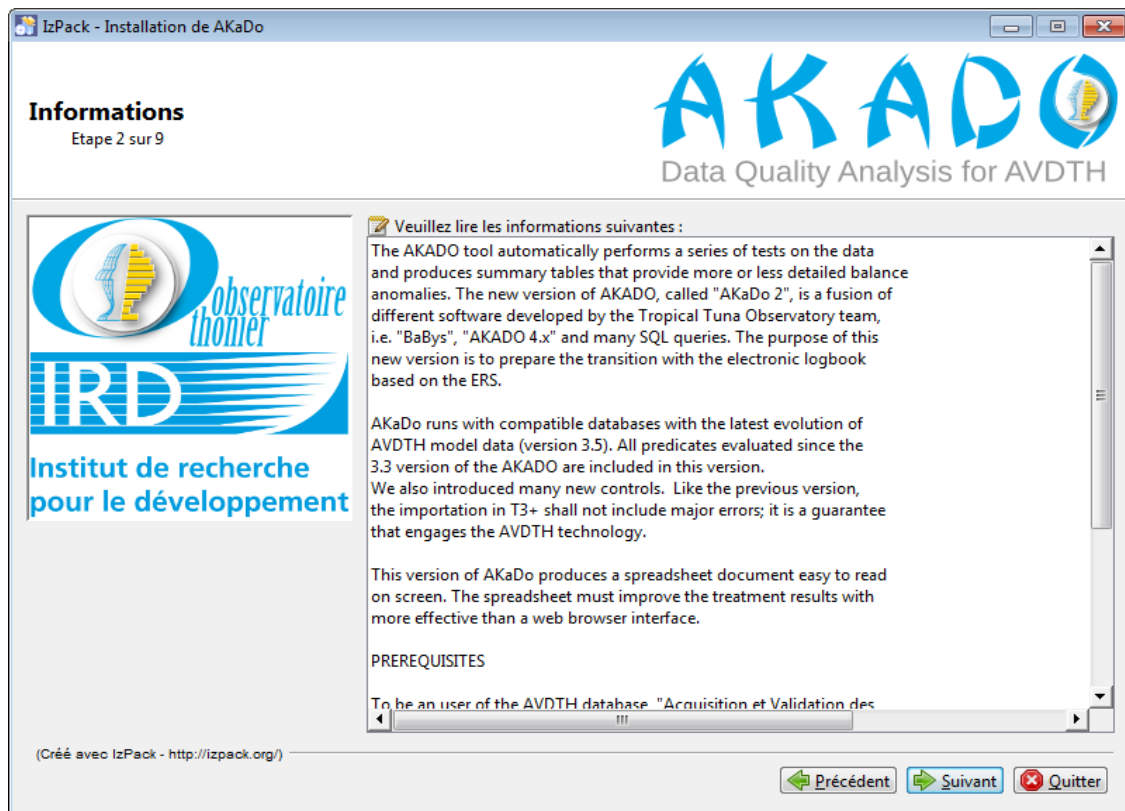 IzPack - Installation de AKaDo
Informations
Etape 2 sur 9
AKADO
Data Quality Analysis for AVDTH
Observatoire
thonier
IRD
Institut de recherche
pour le développement
Veuillez lire les informations suivantes :
The AKADO tool automatically performs a series of tests on the data
and produces summary tables that provide more or less detailed balance
anomalies. The new version of AKADO, called "AKaDo 2", is a fusion of
different software developed by the Tropical Tuna Observatory team,
i.e. "BaBys", "AKADO 4.x" and many SQL queries. The purpose of this
new version is to prepare the transition with the electronic logbook
based on the ERS.
AKaDo runs with compatible databases with the latest evolution of
AVDTH model data (version 3.5). All predicates evaluated since the
3.3 version of the AKADO are included in this version.
We also introduced many new controls.  Like the previous version,
the importation in T3+ shall not include major errors; it is a guarantee
that engages the AVDTH technology.
This version of AKaDo produces a spreadsheet document easy to read
on screen. The spreadsheet must improve the treatment results with
more effective than a web browser interface.
PREREQUISITES
To be an user of the AVDTH database, "Acquisition et Validation des
(Créé avec IzPack - http://izpack.org/)
Précédent
Suivant
Quitter